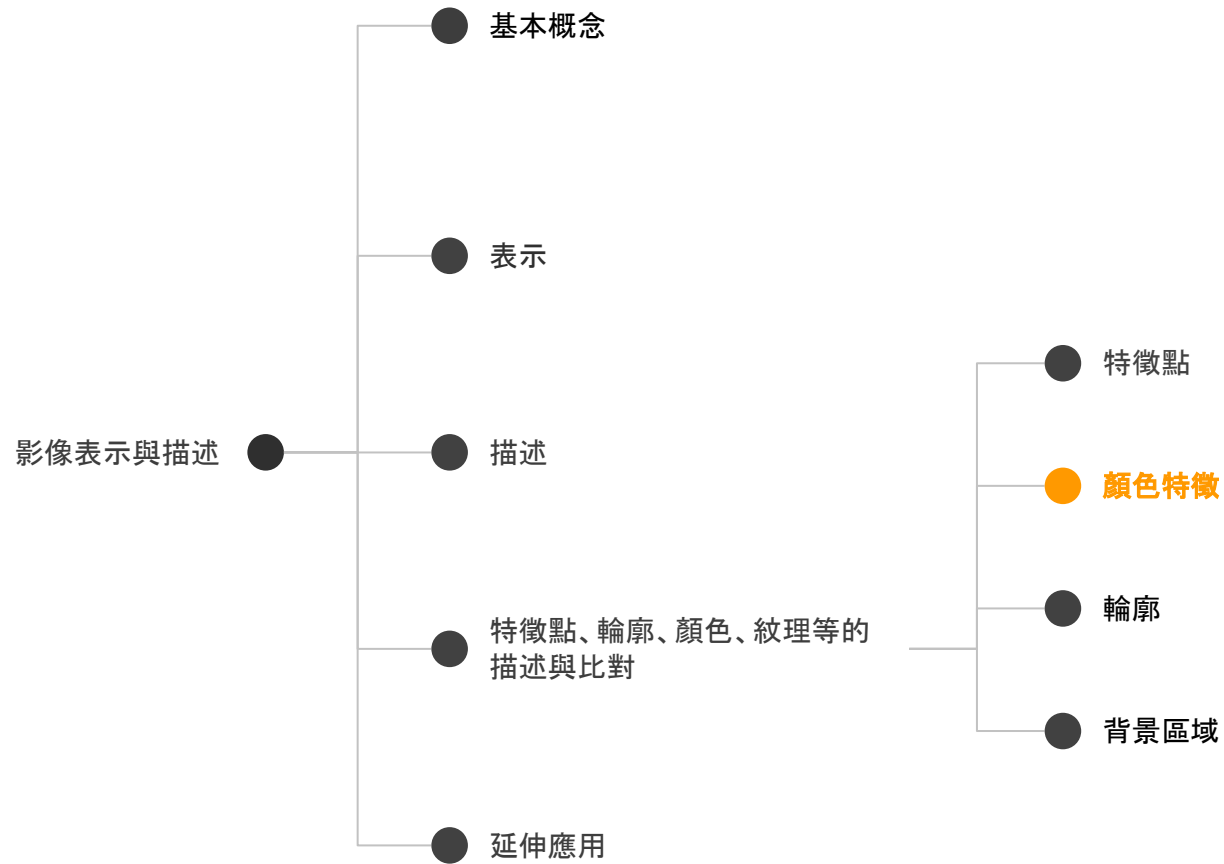 影像表示與描述
基本概念
表示
描述
特徵點、輪廓、顏色、紋理等的
描述與比對
延伸應用
特徵點
顏色特徵
輪廓
背景區域